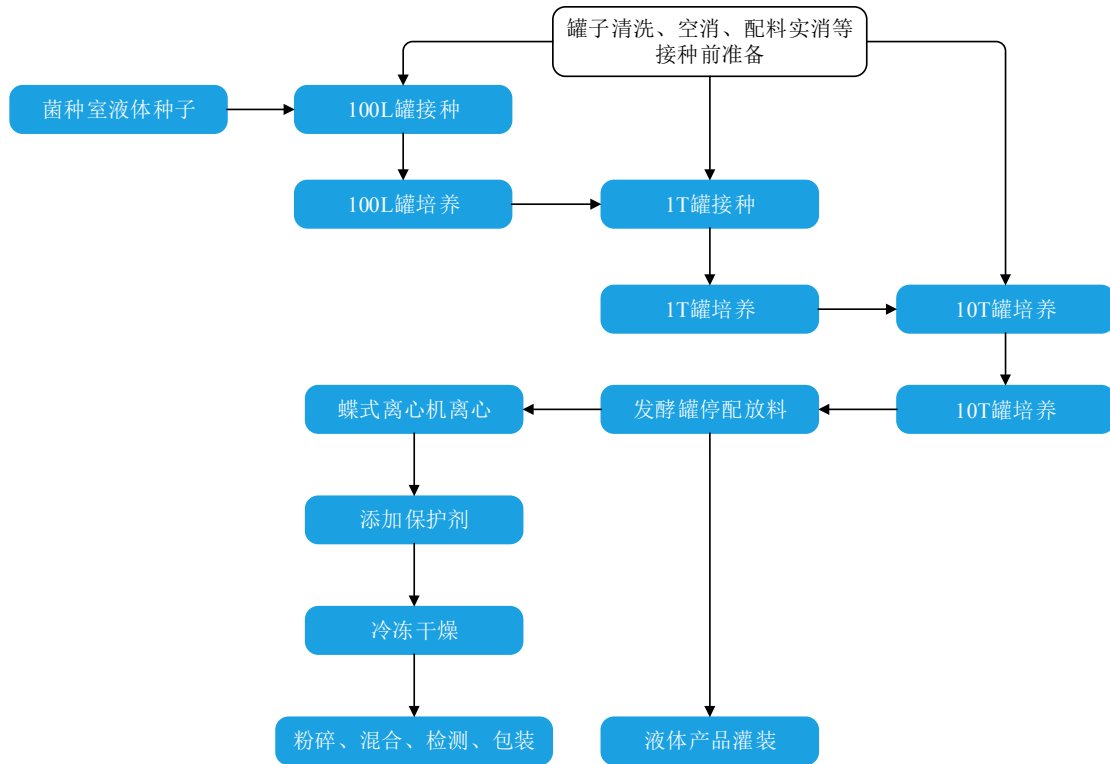 罐子清洗、空消、配料实消等
接种前准备
菌种室液体种子
100L罐接种
100L罐培养
1T罐接种
1T罐培养
10T罐培养
蝶式离心机离心
发酵罐停配放料
10T罐培养
添加保护剂
冷冻干燥
粉碎、混合、检测、包装
液体产品灌装